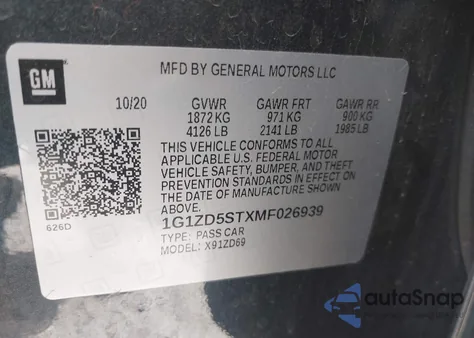 GM
MFD BY GENERAL MOTORS LLC
10/20 GVWR GAWR FRT GAWR RR
1872 KG 971 KG 900 KG
4126 LB 2141 LB 1985 LB
THIS VEHICLE CONFORMS TO ALL
APPLICABLE U.S. FEDERAL MOTOR
VEHICLE SAFETY, BUMPER, AND THEFT
PREVENTION STANDARDS IN EFFECT ON
THE DATE OF MANUFACTURE SHOWN
ABOVE.
626D
1G1ZD5STXMF026939
TYPE: PASS CAR
MODEL: X91ZD69
autoSnap